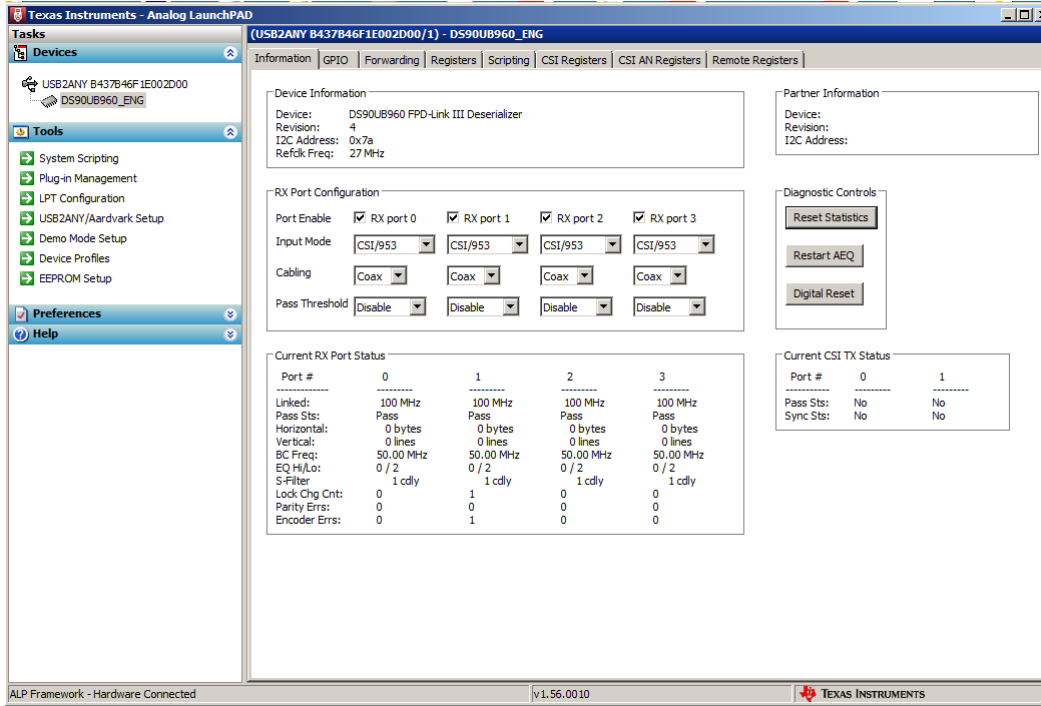 Texas Instruments - Analog LaunchPAD
Tasks
(USB2ANY B437B46F1E002D00/1) - DS90UB960_ENG
Devices
USB2ANY B437B46F1E002D00
DS90UB960_ENG
Tools
System Scripting
Plug-in Management
LPT Configuration
USB2ANY/Aardvark Setup
Demo Mode Setup
Device Profiles
EEPROM Setup
Preferences
Help
Information GPIO Forwarding Registers Scripting CSI Registers CSI AN Registers Remote Registers
Device Information
Device: DS90UB960 FPD-Link III Deserializer
Revision: 4
I2C Address: 0x7a
Refclk Freq: 27 MHz
Partner Information
Device:
Revision:
I2C Address:
RX Port Configuration
Port Enable RX port 0 RX port 1 RX port 2 RX port 3
Input Mode CSI/953 CSI/953 CSI/953 CSI/953
Cabling Coax Coax Coax Coax
Pass Threshold Disable Disable Disable Disable
Diagnostic Controls
Reset Statistics
Restart AEQ
Digital Reset
Current RX Port Status
Port # 0 1 2 3
------------ --------- --------- --------- ---------
Linked: 100 MHz 100 MHz 100 MHz 100 MHz
Pass Sts: Pass Pass Pass Pass
Horizontal: 0 bytes 0 bytes 0 bytes 0 bytes
Vertical: 0 lines 0 lines 0 lines 0 lines
BC Freq: 50.00 MHz 50.00 MHz 50.00 MHz 50.00 MHz
EQ Hi/Lo: 0 / 2 0 / 2 0 / 2 0 / 2
S-Filter 1 cdly 1 cdly 1 cdly 1 cdly
Lock Chg Cnt: 0 1 0 0
Parity Errs: 0 0 0 0
Encoder Errs: 0 1 0 0
Current CSI TX Status
Port # 0 1
------------ --------- ---------
Pass Sts: No No
Sync Sts: No No
ALP Framework - Hardware Connected
v1.56.0010
TEXAS INSTRUMENTS